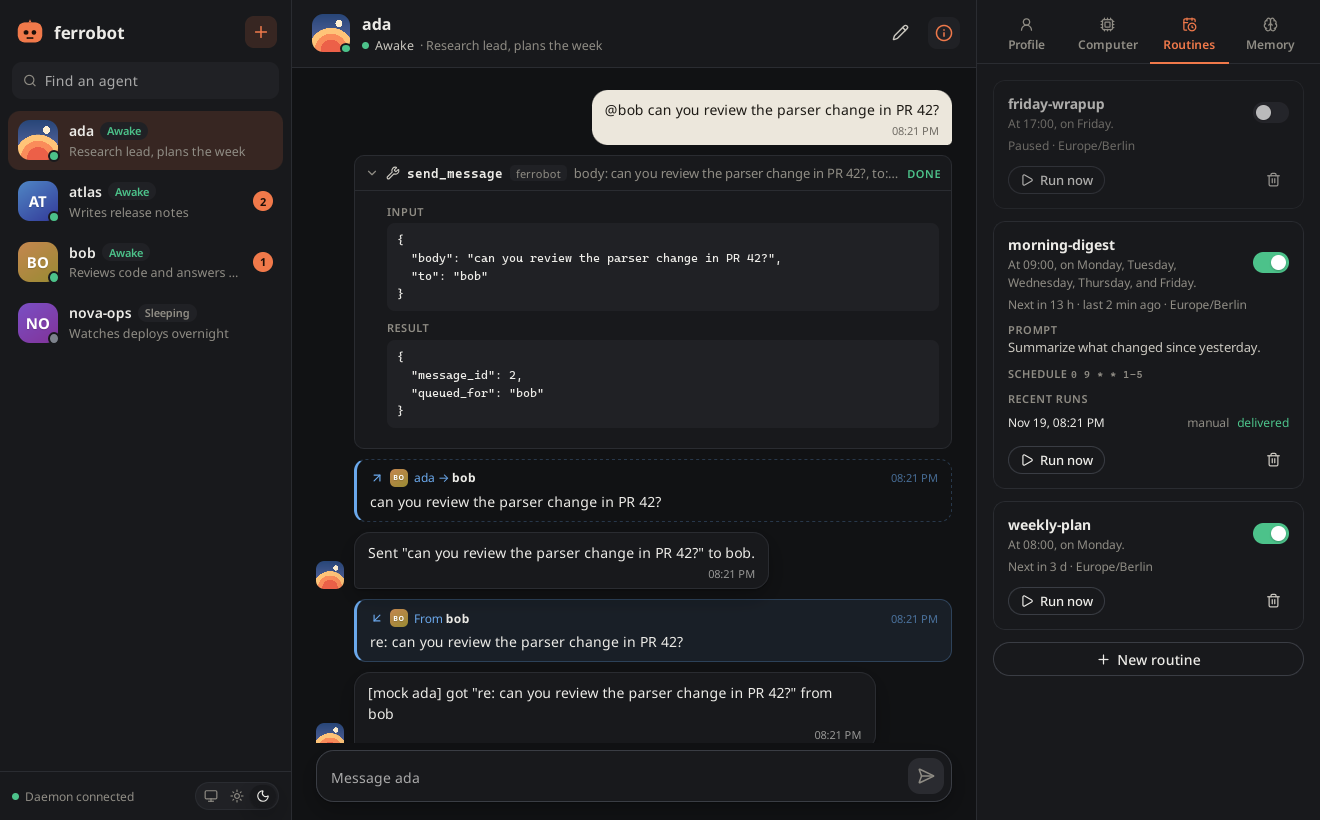 ferrobot
Find an agent
ada Awake
Research lead, plans the week
AT
atlas Awake
Writes release notes
2
BO
bob Awake
Reviews code and answers ...
1
NO
nova-ops Sleeping
Watches deploys overnight
Daemon connected
ada
Awake · Research lead, plans the week
@bob can you review the parser change in PR 42?
08:21 PM
send_message ferrobot body: can you review the parser change in PR 42?, to:... DONE
INPUT
{
"body": "can you review the parser change in PR 42?",
"to": "bob"
}
RESULT
{
"message_id": 2,
"queued_for": "bob"
}
BO ada → bob 08:21 PM
can you review the parser change in PR 42?
Sent "can you review the parser change in PR 42?" to bob.
08:21 PM
BO From bob 08:21 PM
re: can you review the parser change in PR 42?
[mock ada] got "re: can you review the parser change in PR 42?" from
bob
08:21 PM
Message ada
Profile Computer Routines Memory
friday-wrapup
At 17:00, on Friday.
Paused · Europe/Berlin
Run now
morning-digest
At 09:00, on Monday, Tuesday,
Wednesday, Thursday, and Friday.
Next in 13 h · last 2 min ago · Europe/Berlin
PROMPT
Summarize what changed since yesterday.
SCHEDULE 0 9 * * 1-5
RECENT RUNS
Nov 19, 08:21 PM manual delivered
Run now
weekly-plan
At 08:00, on Monday.
Next in 3 d · Europe/Berlin
Run now
+ New routine